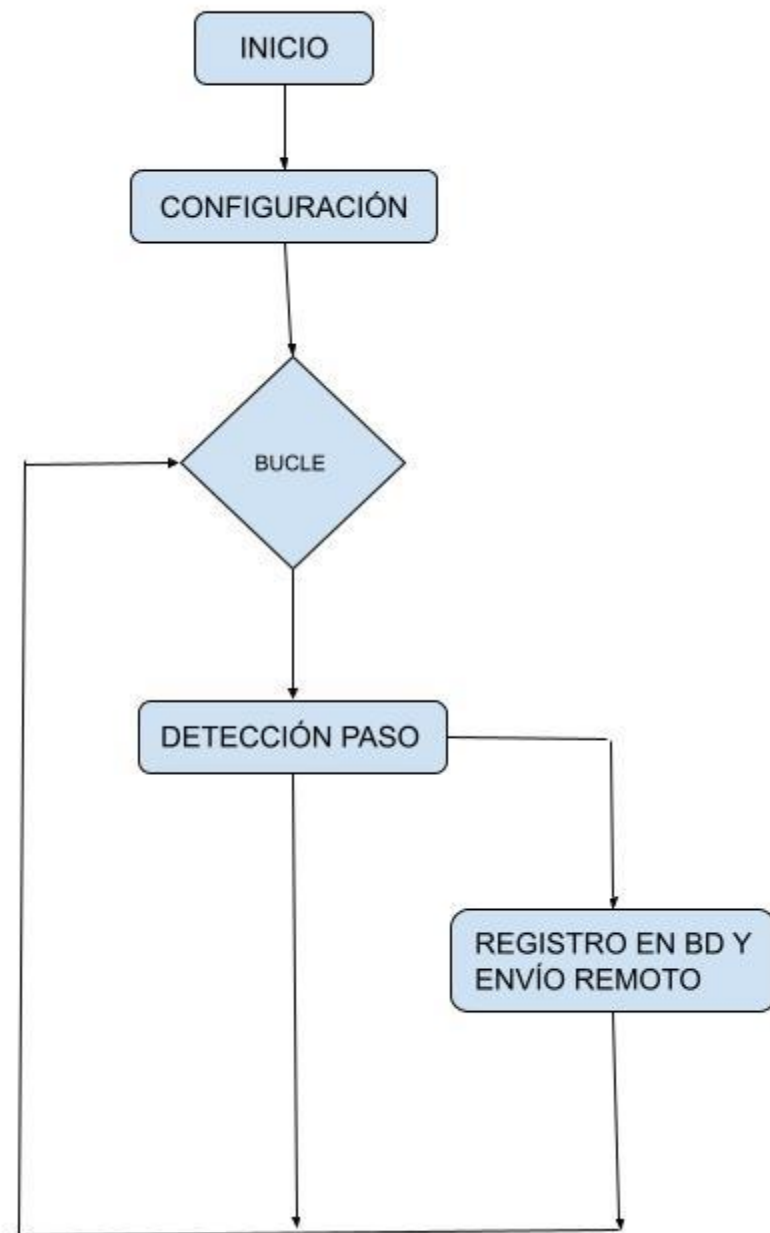 INICIO
CONFIGURACIÓN
BUCLE
DETECCIÓN PASO
REGISTRO EN BD Y
ENVÍO REMOTO